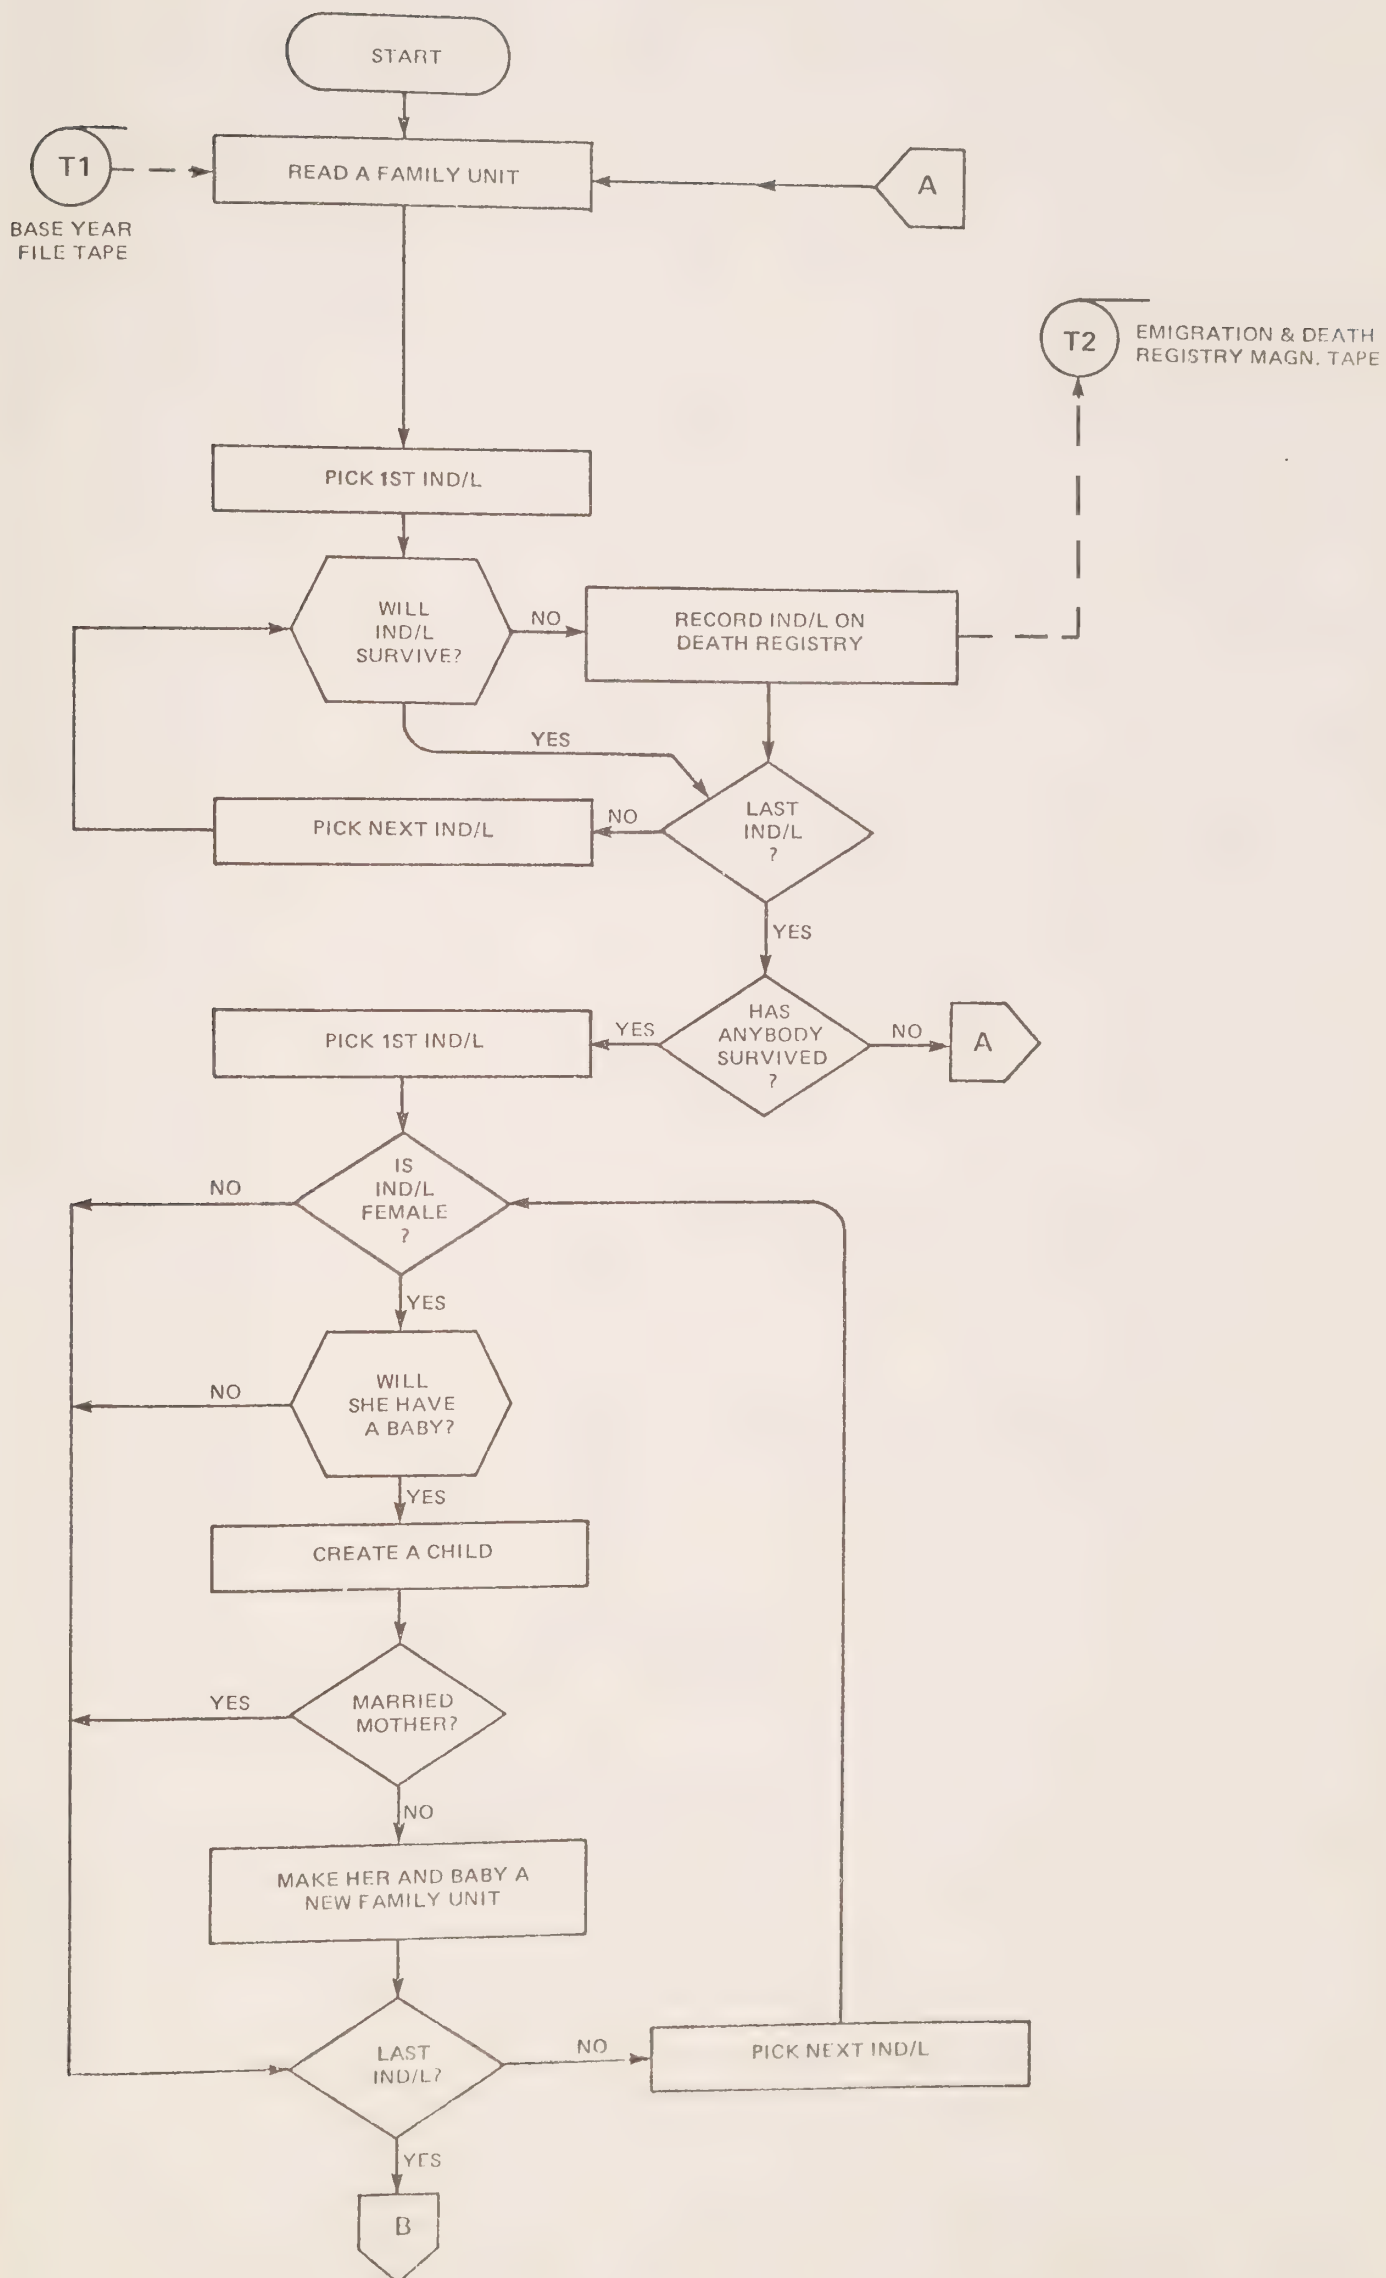 START
T1
READ A FAMILY UNIT
A
BASE YEAR
FILE TAPE
T2
EMIGRATION & DEATH
REGISTRY MAGN. TAPE
PICK 1ST IND/L
WILL
IND/L
SURVIVE?
NO
RECORD IND/L ON
DEATH REGISTRY
YES
PICK NEXT IND/L
NO
LAST
IND/L
?
YES
PICK 1ST IND/L
YES
HAS
ANYBODY
SURVIVED
?
NO
A
IS
IND/L
FEMALE
?
NO
YES
WILL
SHE HAVE
A BABY?
NO
YES
CREATE A CHILD
YES
MARRIED
MOTHER?
NO
MAKE HER AND BABY A
NEW FAMILY UNIT
LAST
IND/L?
NO
PICK NEXT IND/L
YES
B